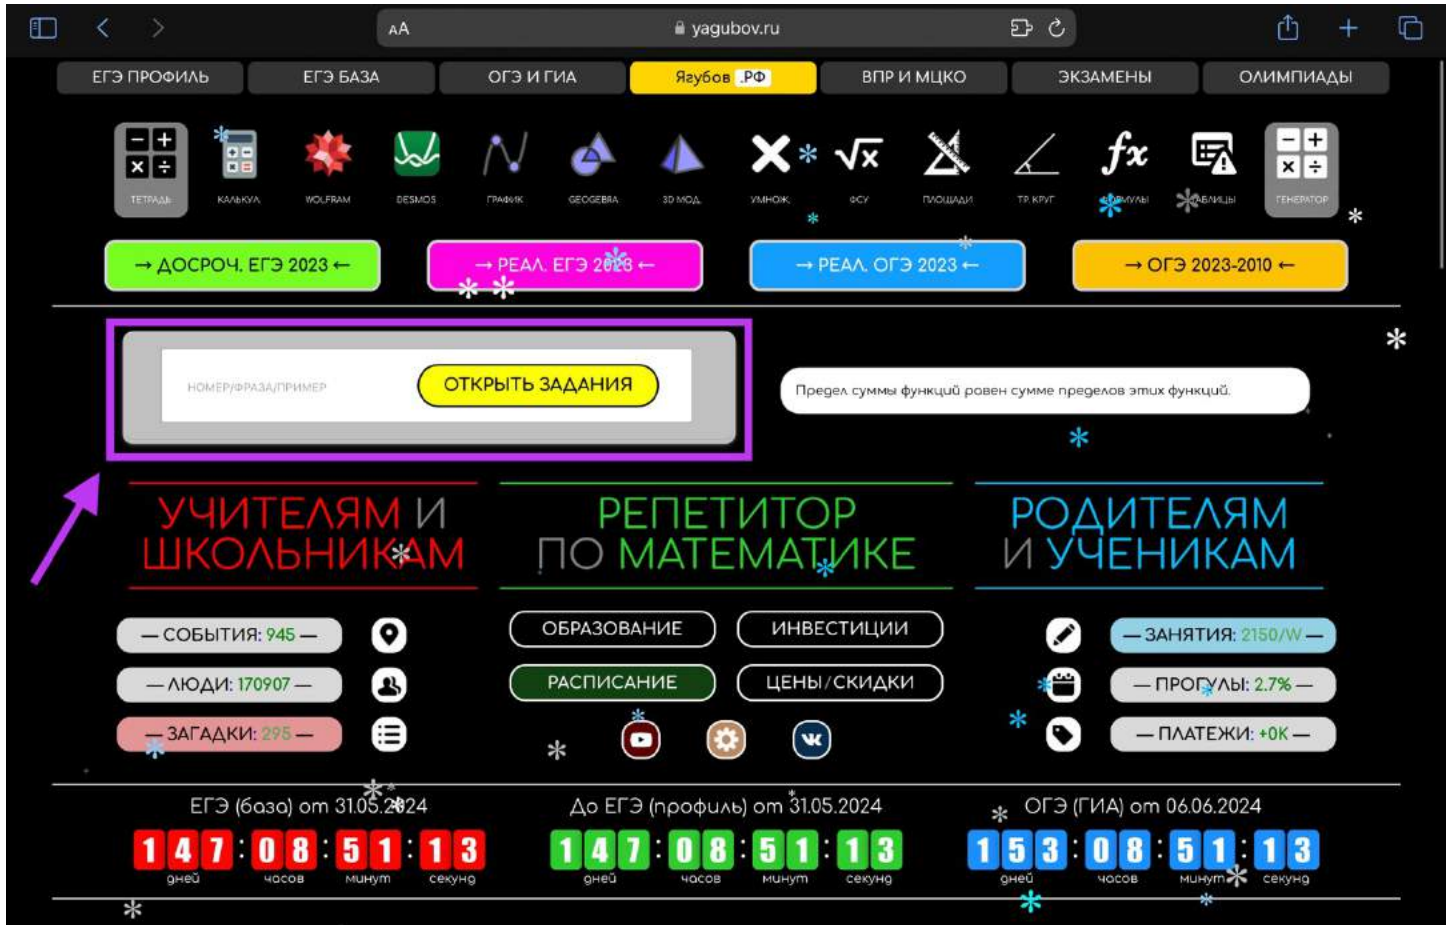 AA yagubov.ru
ЕГЭ ПРОФИЛЬ ЕГЭ БАЗА ОГЭ И ГИА Ягубов .РФ ВПР И МЦКО ЭКЗАМЕНЫ ОЛИМПИАДЫ
ТЕТРАДЬ КАЛЬКУЛ. WOLFRAM DESMOS ГРАФИК GEOGEBRA 3D МОД. УМНОЖ. ФСУ ПЛОЩАДИ ТР. КРУГ ФОРМУЛЫ ТАБЛИЦЫ ГЕНЕРАТОР
→ ДОСРОЧ. ЕГЭ 2023 ← → РЕАЛ. ЕГЭ 2023 ← → РЕАЛ. ОГЭ 2023 ← → ОГЭ 2023-2010 ←
НОМЕР/ФРАЗА/ПРИМЕР ОТКРЫТЬ ЗАДАНИЯ
Предел суммы функций равен сумме пределов этих функций.
УЧИТЕЛЯМ И
ШКОЛЬНИКАМ
РЕПЕТИТОР
ПО МАТЕМАТИКЕ
РОДИТЕЛЯМ
И УЧЕНИКАМ
— СОБЫТИЯ: 945 —
— ЛЮДИ: 170907 —
— ЗАГАДКИ: 295 —
ОБРАЗОВАНИЕ ИНВЕСТИЦИИ
РАСПИСАНИЕ ЦЕНЫ/СКИДКИ
— ЗАНЯТИЯ: 2150/W —
— ПРОГУЛЫ: 2.7% —
— ПЛАТЕЖИ: +0K —
ЕГЭ (база) от 31.05.2024
147 : 08 : 51 : 13
дней часов минут секунд
До ЕГЭ (профиль) от 31.05.2024
147 : 08 : 51 : 13
дней часов минут секунд
ОГЭ (ГИА) от 06.06.2024
153 : 08 : 51 : 13
дней часов минут секунд